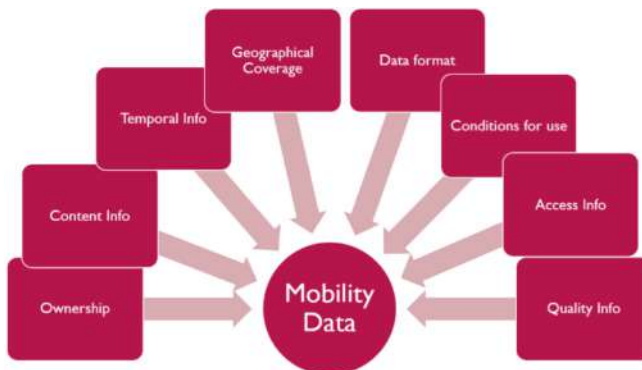 Geographical
Coverage
Data format
Temporal Info
Conditions for use
Content Info
Access Info
Ownership
Mobility
Data
Quality Info